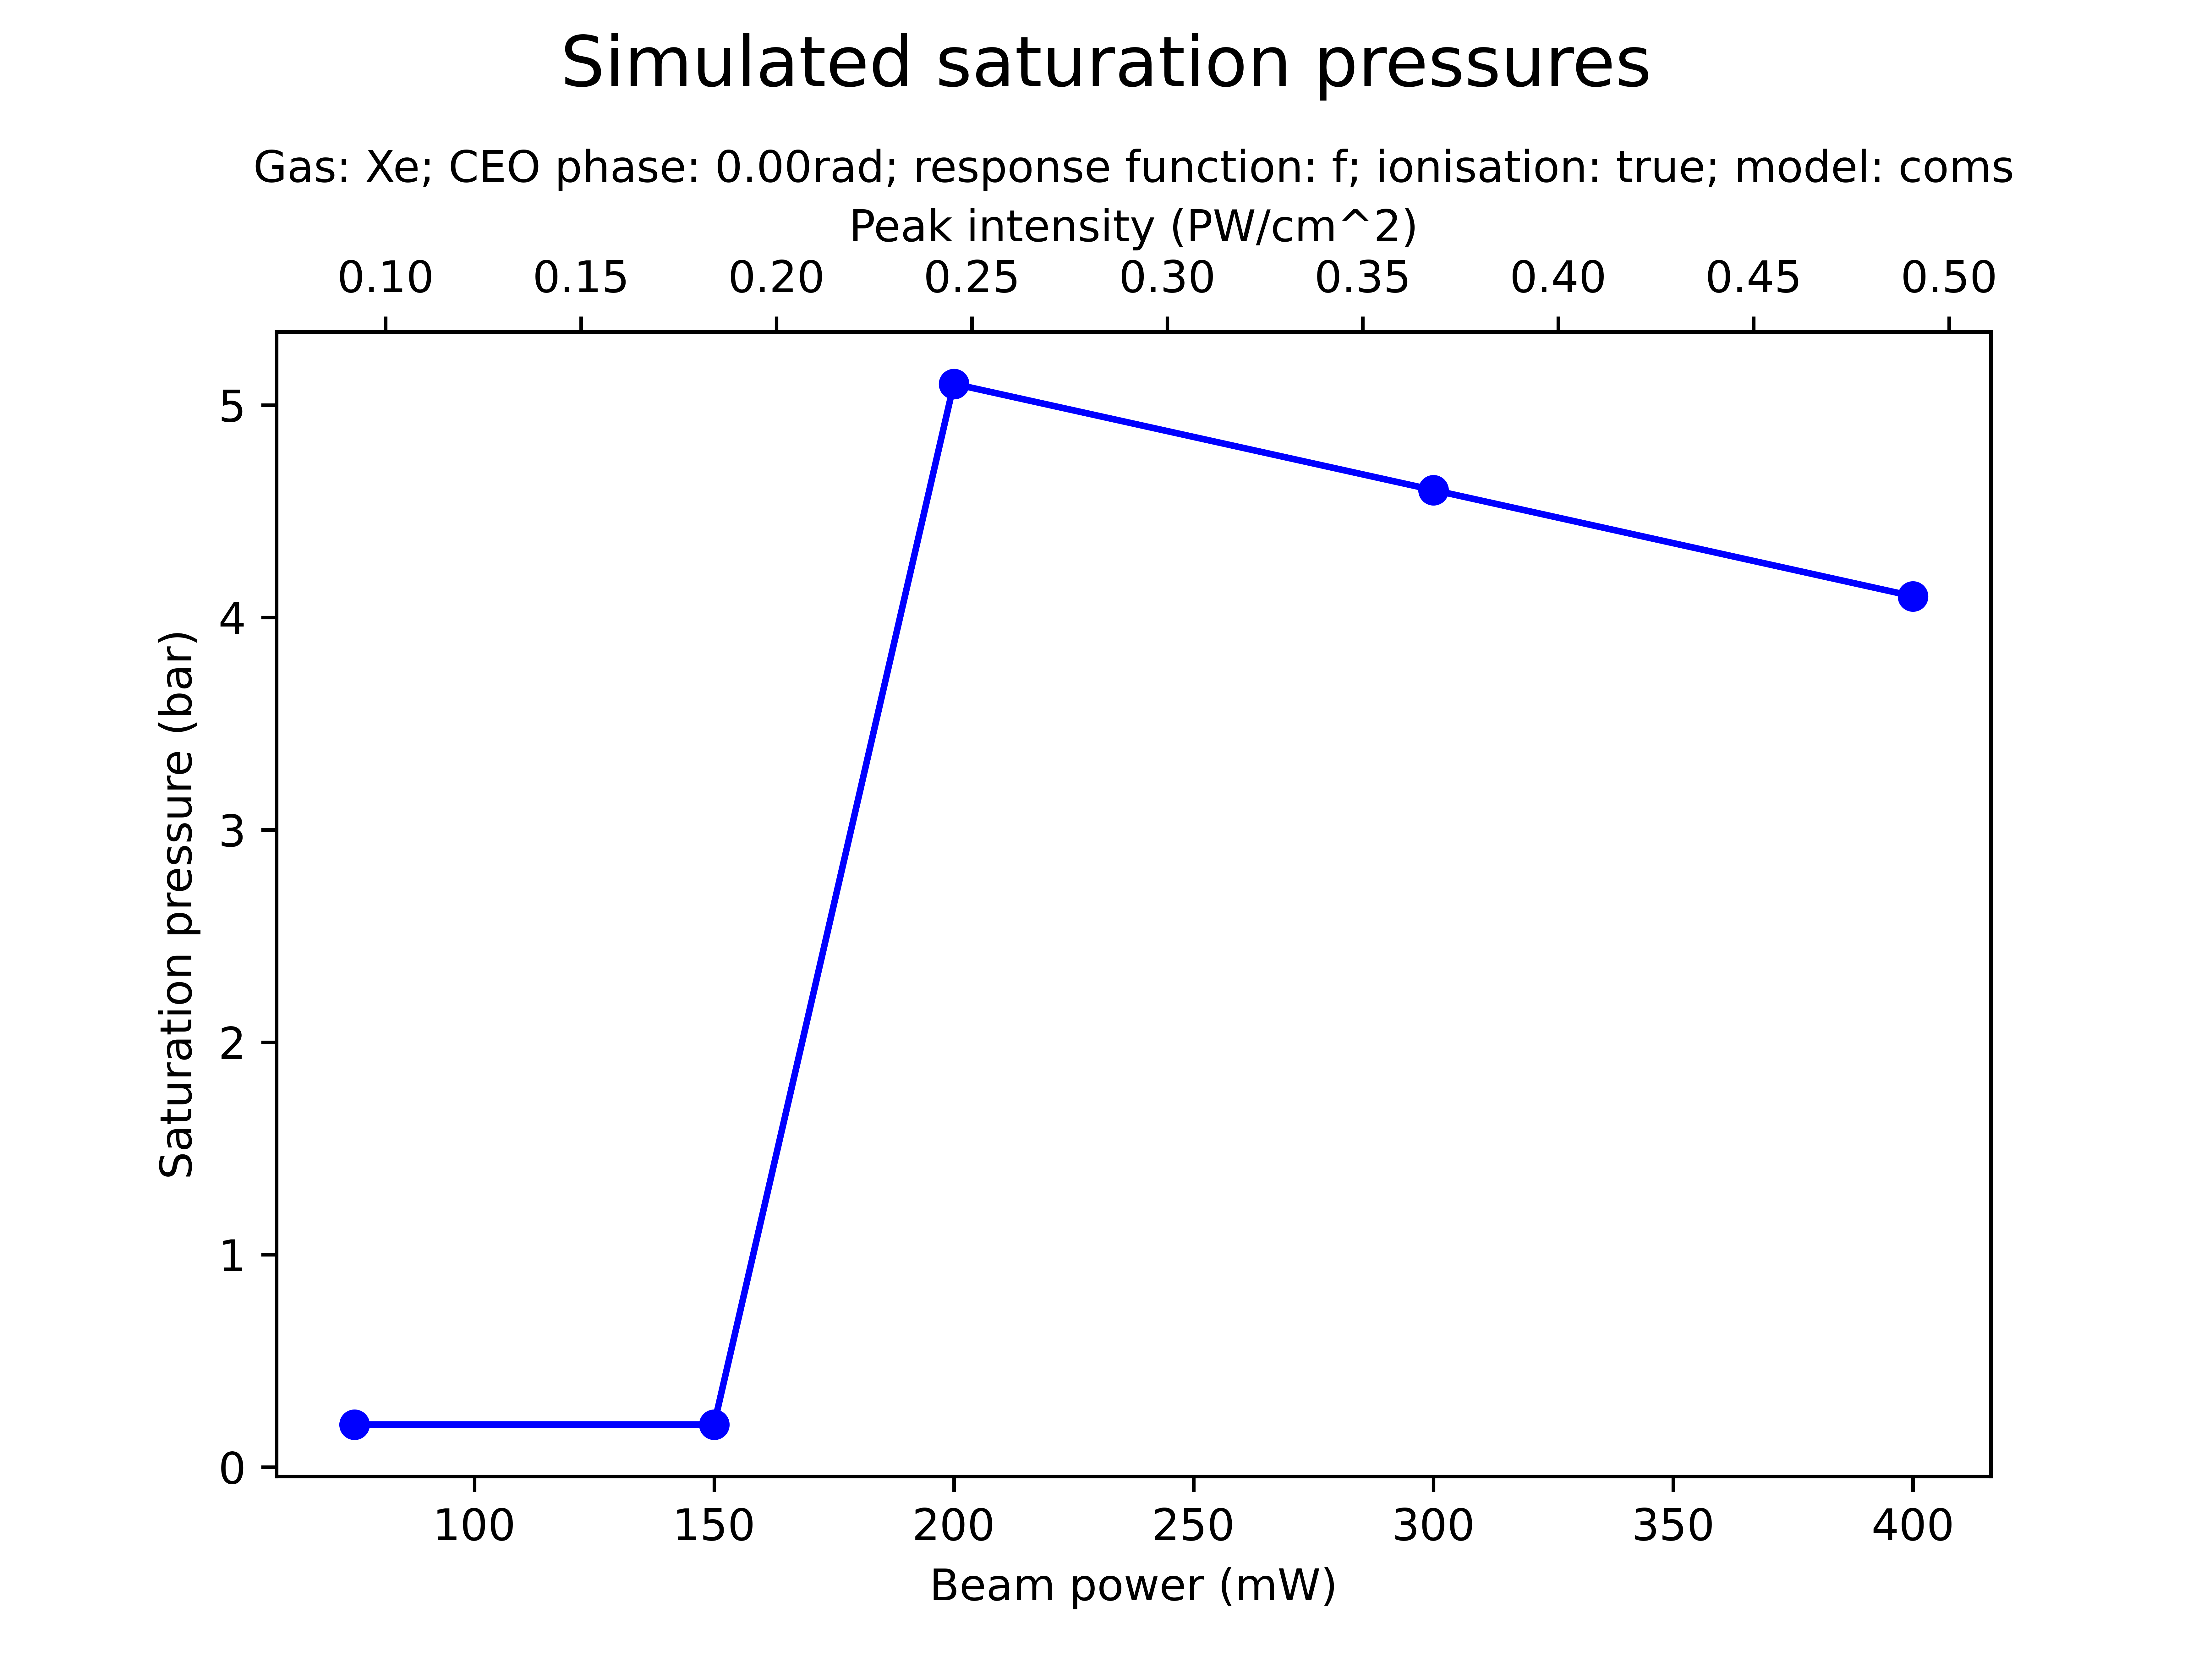 Simulated saturation pressures
Gas: Xe; CEO phase: 0.00rad; response function: f; ionisation: true; model: coms
Peak intensity (PW/cm^2)
0.10 0.15 0.20 0.25 0.30 0.35 0.40 0.45 0.50
5
4
3
2
1
0
Saturation pressure (bar)
100 150 200 250 300 350 400
Beam power (mW)